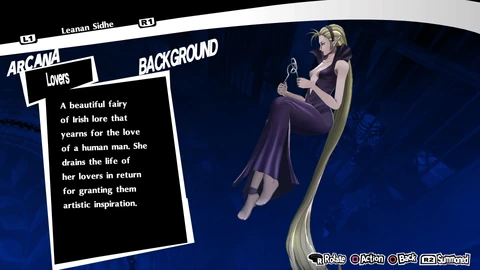 L1
Leanan Sidhe
R1
ARCANA
BACKGROUND
Lovers
A beautiful fairy
of Irish lore that
yearns for the love
of a human man. She
drains the life of
her lovers in return
for granting them
artistic inspiration.
R Rotate Action Back R2 Summoned